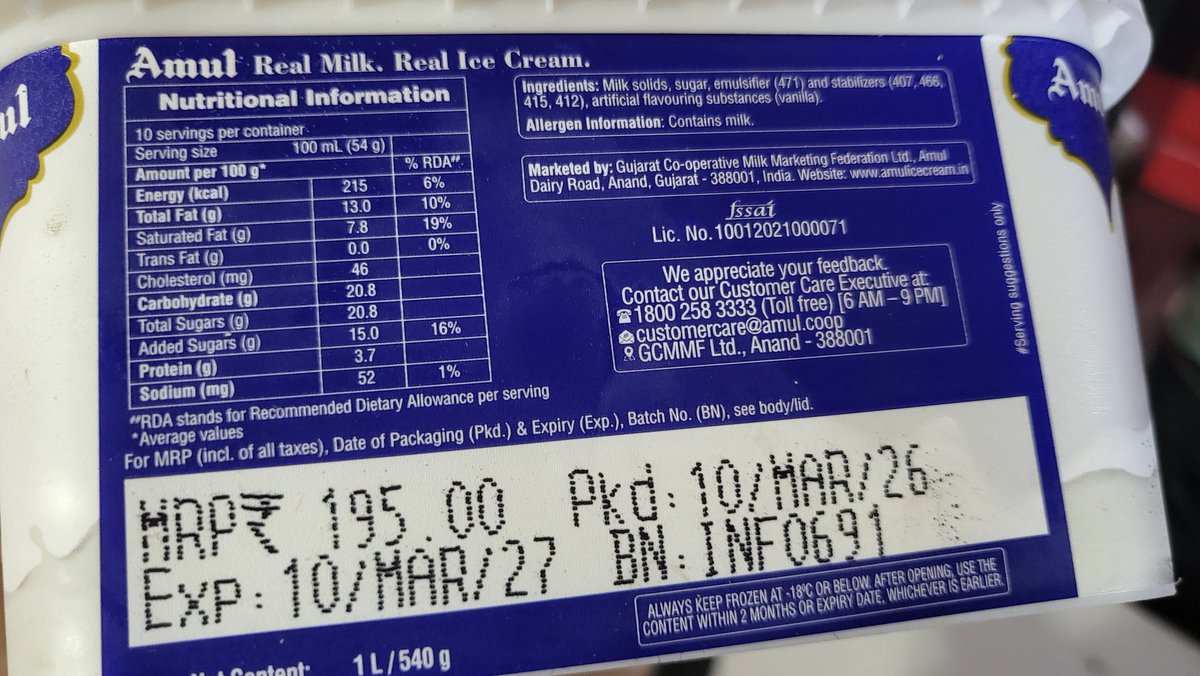 Amul Real Milk. Real Ice Cream.
Nutritional Information
10 servings per container
Serving size 100 mL (54 g)
Amount per 100 g* % RDA##
Energy (kcal) 215 6%
Total Fat (g) 13.0 10%
Saturated Fat (g) 7.8 19%
Trans Fat (g) 0.0 0%
Cholesterol (mg) 46
Carbohydrate (g) 20.8
Total Sugars (g) 20.8
Added Sugars (g) 15.0 16%
Protein (g) 3.7
Sodium (mg) 52 1%
##RDA stands for Recommended Dietary Allowance per serving
*Average values
For MRP (incl. of all taxes), Date of Packaging (Pkd.) & Expiry (Exp.), Batch No. (BN), see body/lid.
Ingredients: Milk solids, sugar, emulsifier (471) and stabilizers (407, 466,
415, 412), artificial flavouring substances (vanilla).
Allergen Information: Contains milk.
Marketed by: Gujarat Co-operative Milk Marketing Federation Ltd., Amul
Dairy Road, Anand, Gujarat - 388001, India. Website: www.amulicecream.in
fssai
Lic. No. 10012021000071
We appreciate your feedback.
Contact our Customer Care Executive at:
1800 258 3333 (Toll free) [6 AM – 9 PM]
customercare@amul.coop
GCMMF Ltd., Anand - 388001
#Serving suggestions only
MRP₹ 195.00 Pkd: 10/MAR/26
EXP: 10/MAR/27 BN: INF0691
ALWAYS KEEP FROZEN AT -18°C OR BELOW. AFTER OPENING, USE THE
CONTENT WITHIN 2 MONTHS OR EXPIRY DATE, WHICHEVER IS EARLIER.
Net Content: 1 L / 540 g
ul
Am